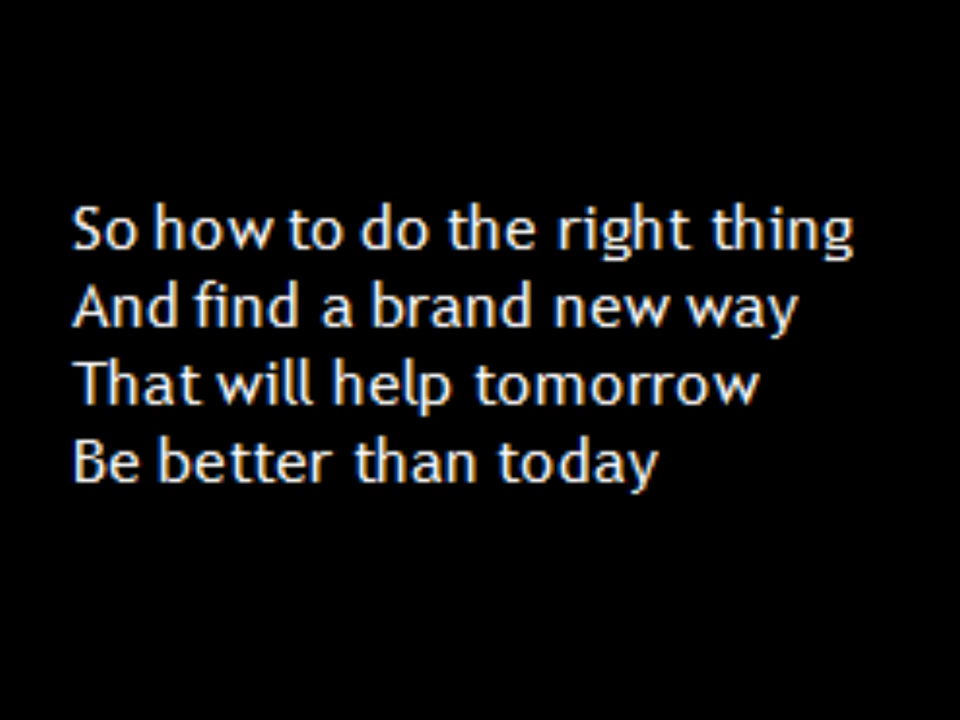 So how to do the right thing
And find a brand new way
That will help tomorrow
Be better than today